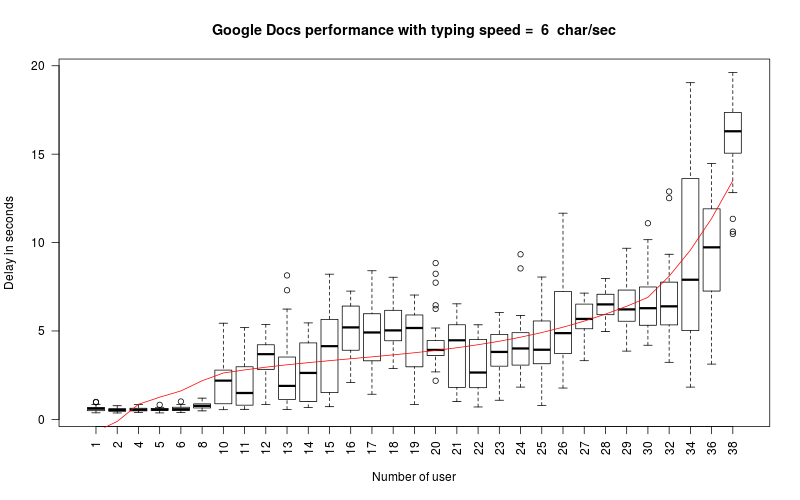 Google Docs performance with typing speed = 6 char/sec
20
15
10
5
0
Delay in seconds
1 2 4 5 6 8 10 11 12 13 14 15 16 17 18 19 20 21 22 23 24 25 26 27 28 29 30 32 34 36 38
Number of user